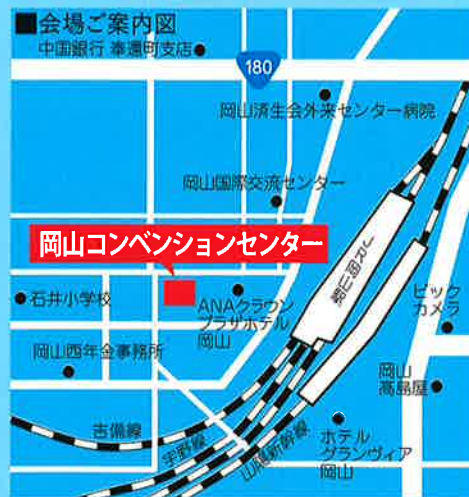 ■会場ご案内図
中国銀行 奉還町支店
180
岡山済生会外来センター病院
岡山国際交流センター
岡山コンベンションセンター
JR岡山駅
石井小学校
ANAクラウン
プラザホテル
岡山
ビック
カメラ
岡山西年金事務所
岡山
髙島屋
吉備線
宇野線
山陽新幹線
ホテル
グランヴィア
岡山